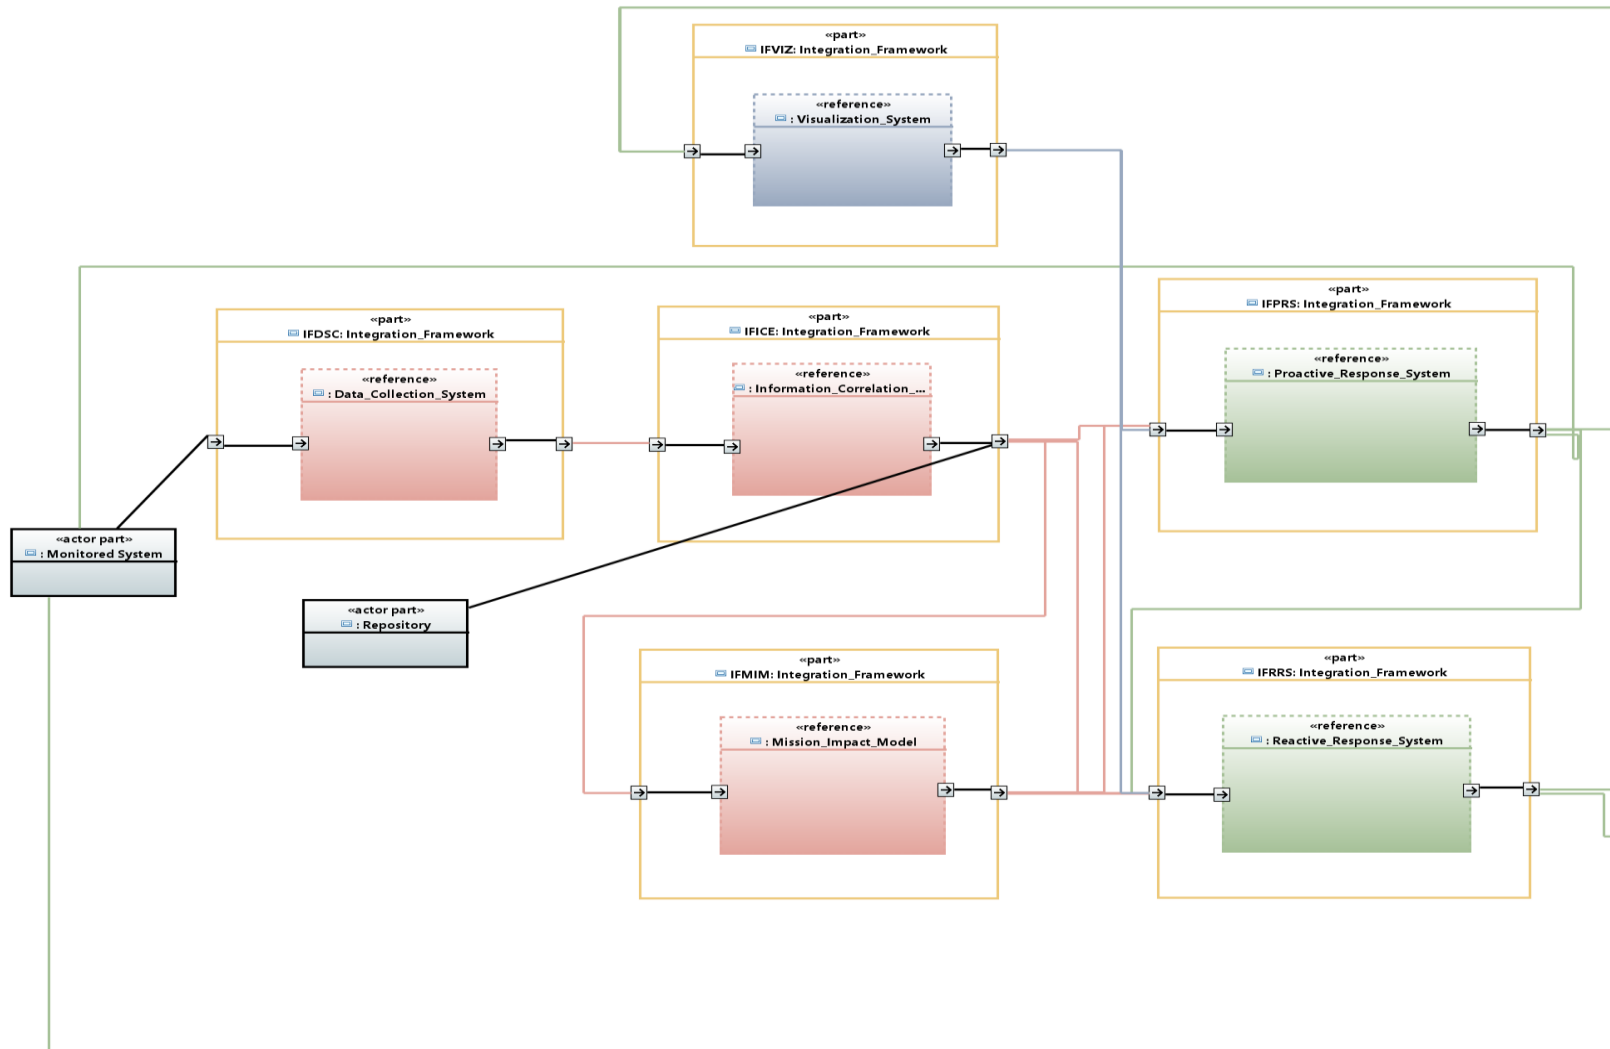 «part»
IFVIZ: Integration_Framework
«reference»
: Visualization_System
«part»
IFDSC: Integration_Framework
«reference»
: Data_Collection_System
«part»
IFICE: Integration_Framework
«reference»
: Information_Correlation_...
«part»
IFPRS: Integration_Framework
«reference»
: Proactive_Response_System
«actor part»
: Monitored System
«actor part»
: Repository
«part»
IFMIM: Integration_Framework
«reference»
: Mission_Impact_Model
«part»
IFRRS: Integration_Framework
«reference»
: Reactive_Response_System